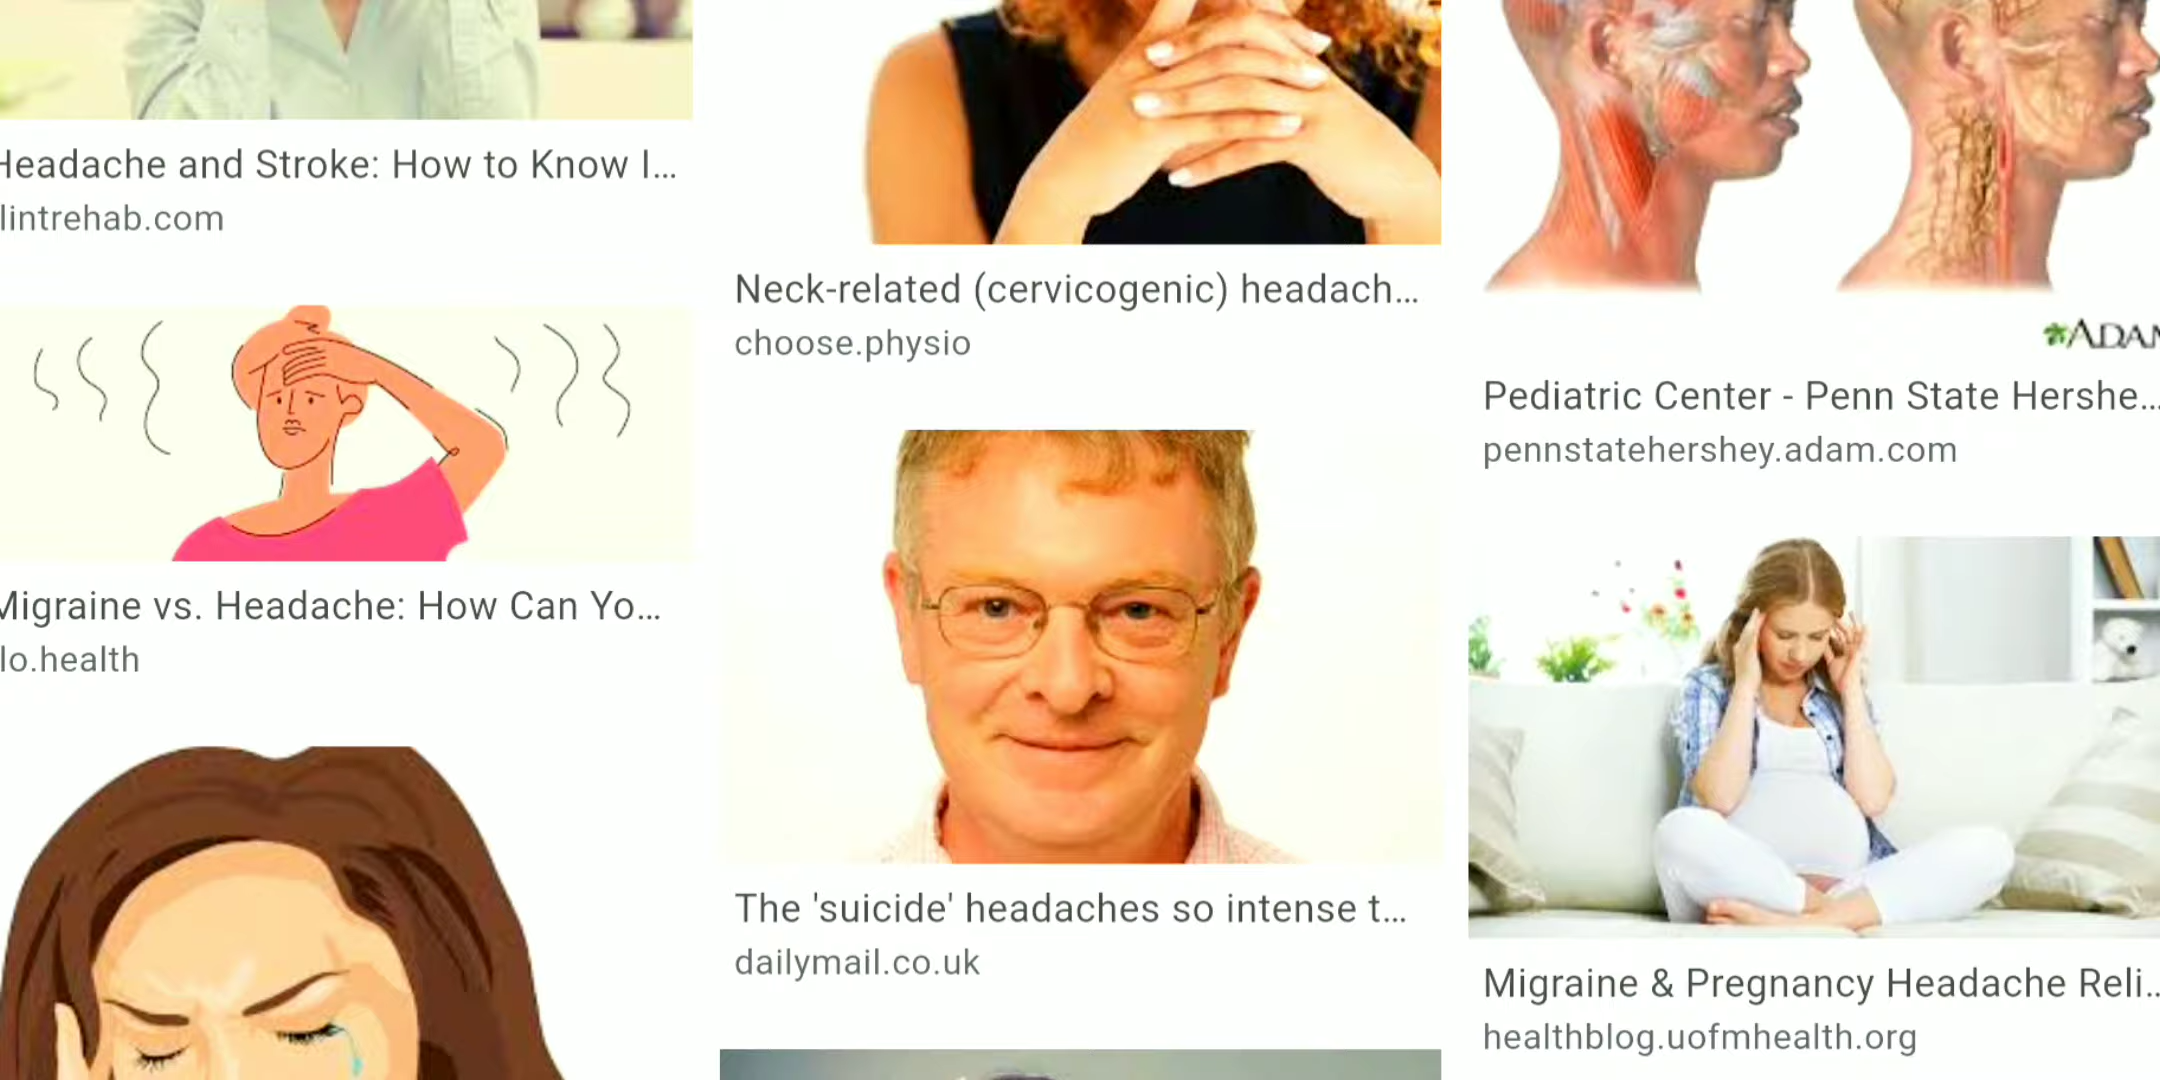 Headache and Stroke: How to Know I...
lintrehab.com
Migraine vs. Headache: How Can Yo...
lo.health
Neck-related (cervicogenic) headach...
choose.physio
The 'suicide' headaches so intense t...
dailymail.co.uk
ADAM
Pediatric Center - Penn State Hershe...
pennstatehershey.adam.com
Migraine & Pregnancy Headache Reli...
healthblog.uofmhealth.org